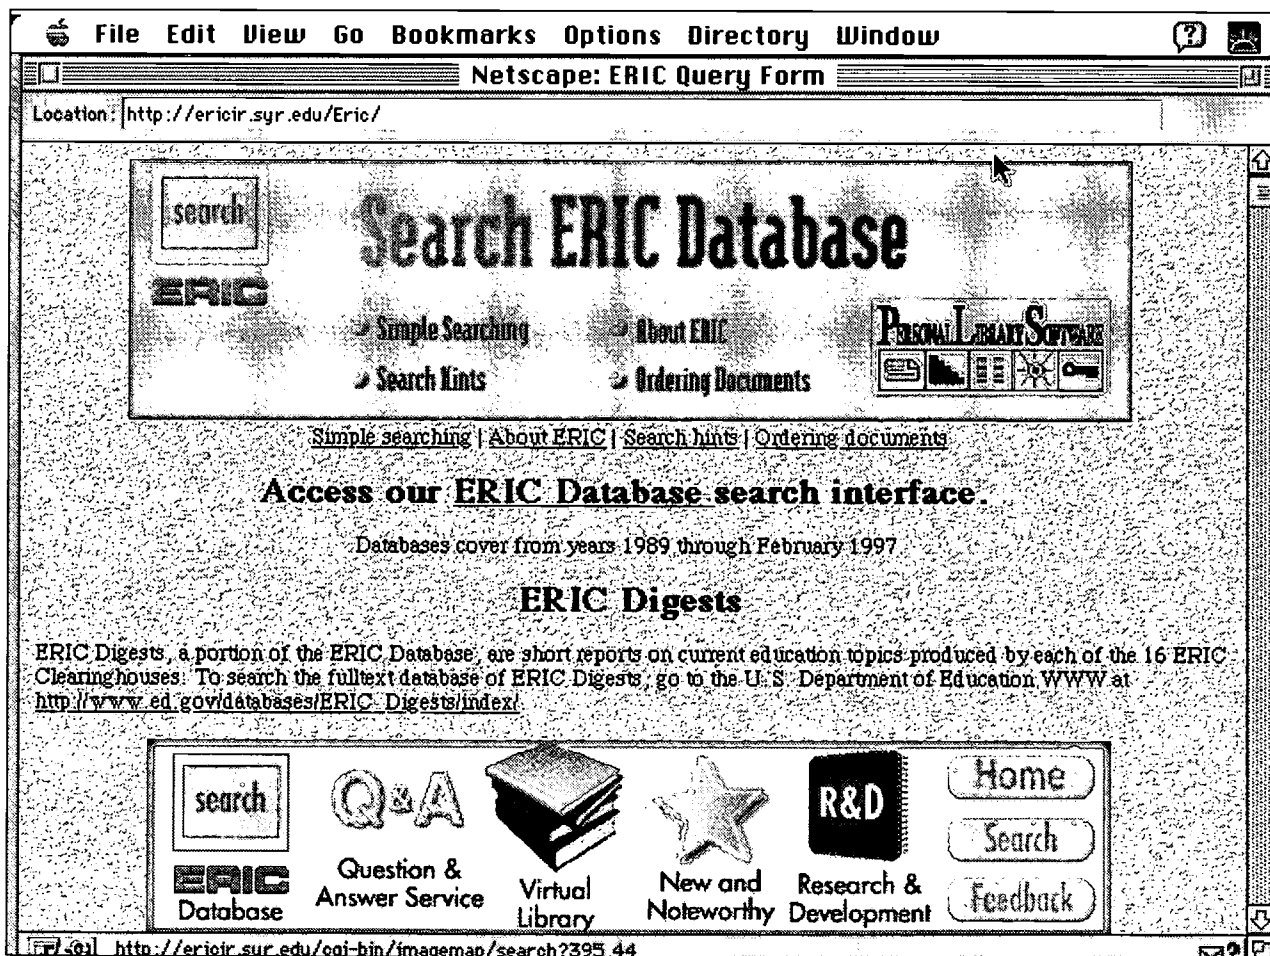 File Edit View Go Bookmarks Options Directory Window
Netscape: ERIC Query Form
Location: http://ericir.syr.edu/Eric/
search
Search ERIC Database
ERIC
Simple Searching
About ERIC
PERSONAL LIBRARY SOFTWARE
Search Hints
Ordering Documents
Simple searching | About ERIC | Search hints | Ordering documents
Access our ERIC Database search interface.
Databases cover from years 1989 through February 1997
ERIC Digests
ERIC Digests, a portion of the ERIC Database, are short reports on current education topics produced by each of the 16 ERIC
Clearinghouses. To search the fulltext database of ERIC Digests, go to the U.S. Department of Education WWW at
http://www.ed.gov/databases/ERIC_Digests/index/.
search
Q&A
R&D
Home
Search
Feedback
ERIC
Database
Question &
Answer Service
Virtual
Library
New and
Noteworthy
Research &
Development
http://ericir.syr.edu/cgi-bin/imagemap/search?395,44